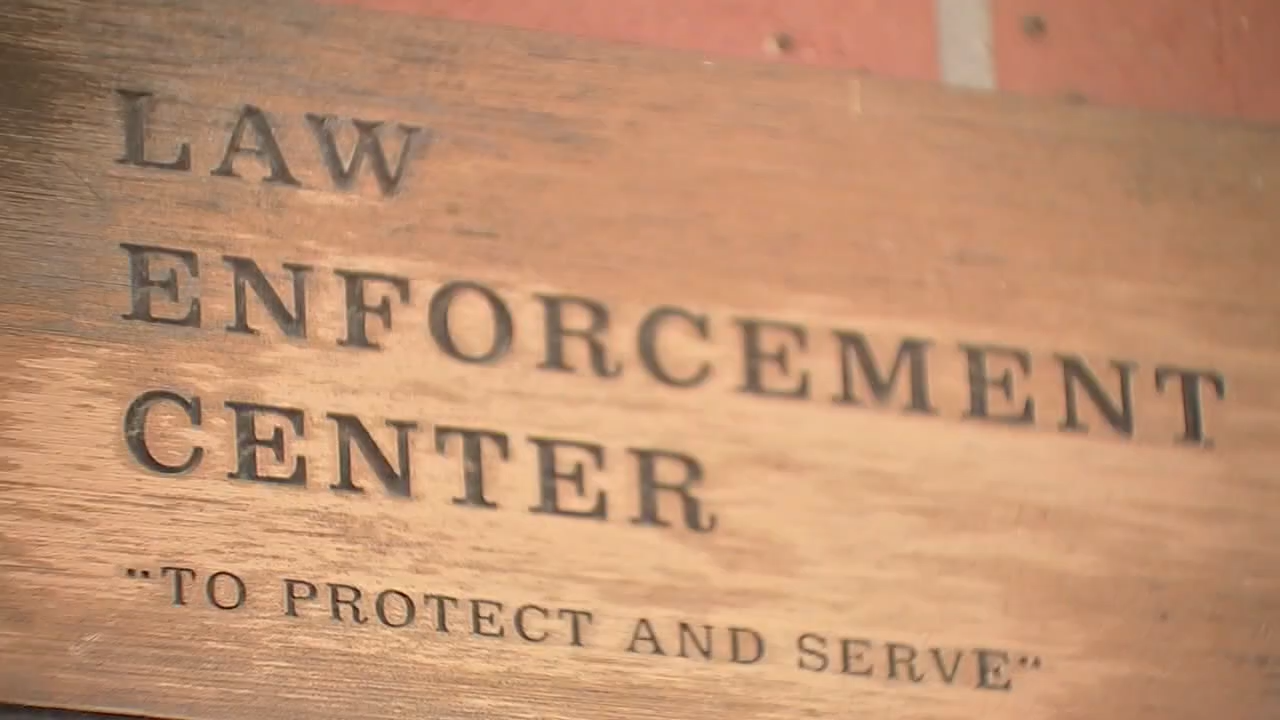 LAW
ENFORCEMENT
CENTER
"TO PROTECT AND SERVE"